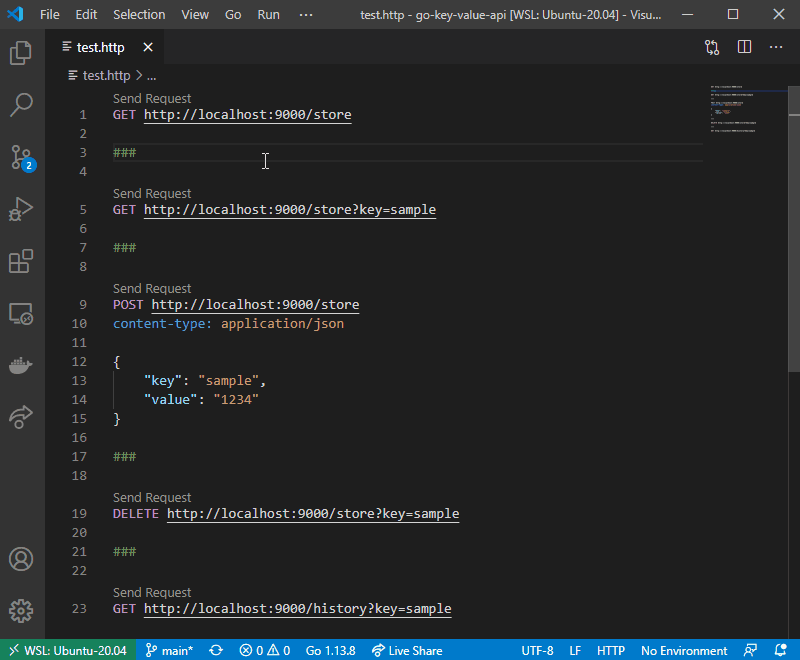 File Edit Selection View Go Run ··· test.http - go-key-value-api [WSL: Ubuntu-20.04] - Visu...
test.http
test.http > ...
Send Request
1 GET http://localhost:9000/store
2
3 ###
4
Send Request
5 GET http://localhost:9000/store?key=sample
6
7 ###
8
Send Request
9 POST http://localhost:9000/store
10 content-type: application/json
11
12 {
13 "key": "sample",
14 "value": "1234"
15 }
16
17 ###
18
Send Request
19 DELETE http://localhost:9000/store?key=sample
20
21 ###
22
Send Request
23 GET http://localhost:9000/history?key=sample
2
WSL: Ubuntu-20.04 main* 0 0 Go 1.13.8 Live Share UTF-8 LF HTTP No Environment